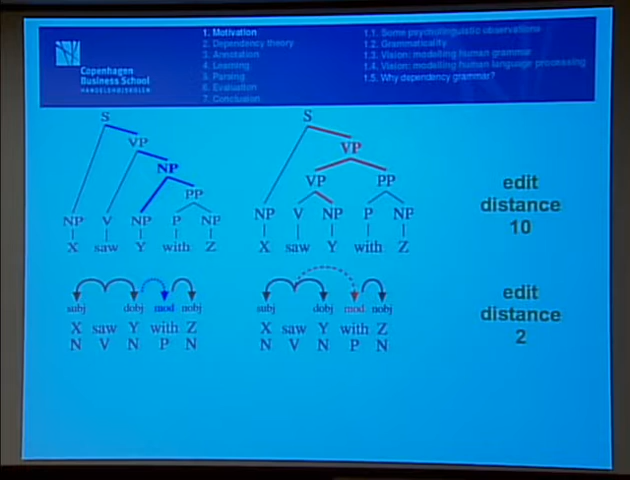 Copenhagen
Business School
HANDELSHØJSKOLEN
1. Motivation
2. Dependency theory
3. Annotation
4. Learning
5. Parsing
6. Evaluation
7. Conclusion
1.1. Some psycholinguistic observations
1.2. Grammaticality
1.3. Vision: modelling human grammar
1.4. Vision: modelling human language processing
1.5. Why dependency grammar?
S
VP
NP
PP
NP V NP P NP
X saw Y with Z
S
VP
VP PP
NP V NP P NP
X saw Y with Z
edit
distance
10
subj dobj mod nobj
X saw Y with Z
N V N P N
subj dobj mod nobj
X saw Y with Z
N V N P N
edit
distance
2